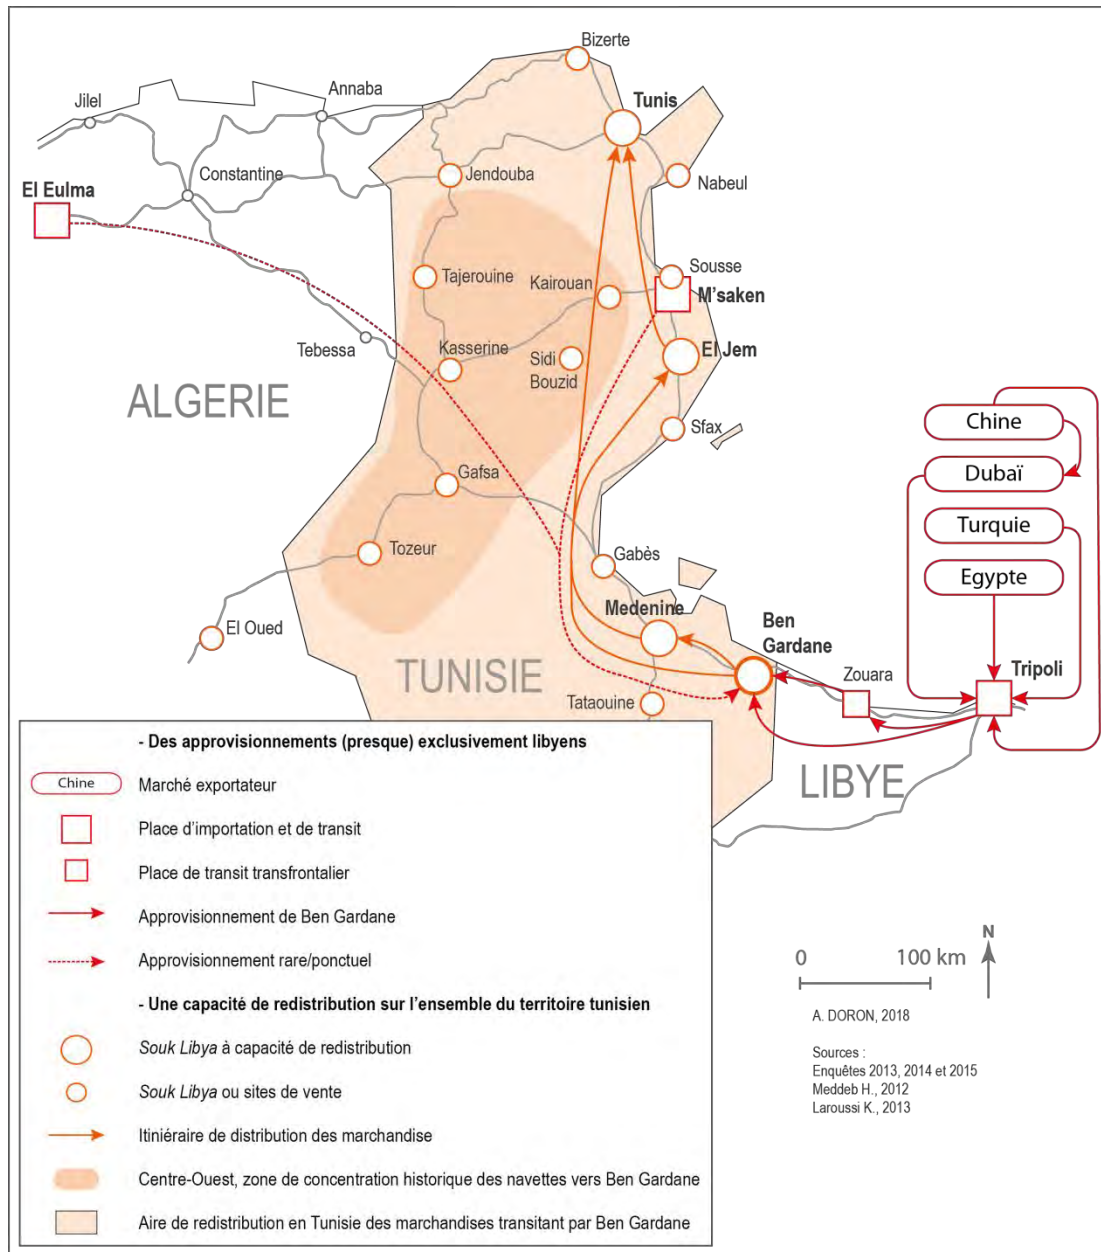 Bizerte
Annaba
Tunis
Jilel
Constantine
Jendouba
Nabeul
El Eulma
Sousse
Tajerouine
Kairouan
M'saken
Tebessa
Kasserine
Sidi
Bouzid
El Jem
ALGERIE
Sfax
Chine
Dubaï
Turquie
Egypte
Gafsa
Tozeur
Gabès
El Oued
Medenine
Ben
Gardane
TUNISIE
Zouara
Tripoli
Tataouine
LIBYE
- Des approvisionnements (presque) exclusivement libyens
Chine
Marché exportateur
Place d'importation et de transit
Place de transit transfrontalier
Approvisionnement de Ben Gardane
Approvisionnement rare/ponctuel
- Une capacité de redistribution sur l'ensemble du territoire tunisien
Souk Libya à capacité de redistribution
Souk Libya ou sites de vente
Itiniéraire de distribution des marchandise
Centre-Ouest, zone de concentration historique des navettes vers Ben Gardane
Aire de redistribution en Tunisie des marchandises transitant par Ben Gardane
N
0 100 km
A. DORON, 2018
Sources :
Enquêtes 2013, 2014 et 2015
Meddeb H., 2012
Laroussi K., 2013